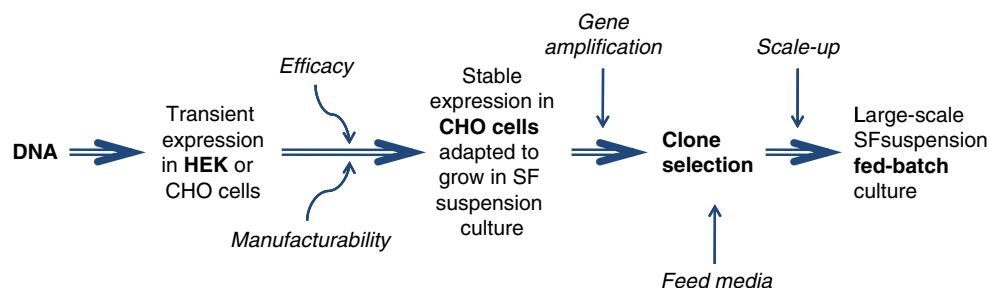 DNA
Transient
expression
in HEK or
CHO cells
Efficacy
Manufacturability
Stable
expression in
CHO cells
adapted to
grow in SF
suspension
culture
Gene
amplification
Clone
selection
Feed media
Scale-up
Large-scale
SFsuspension
fed-batch
culture